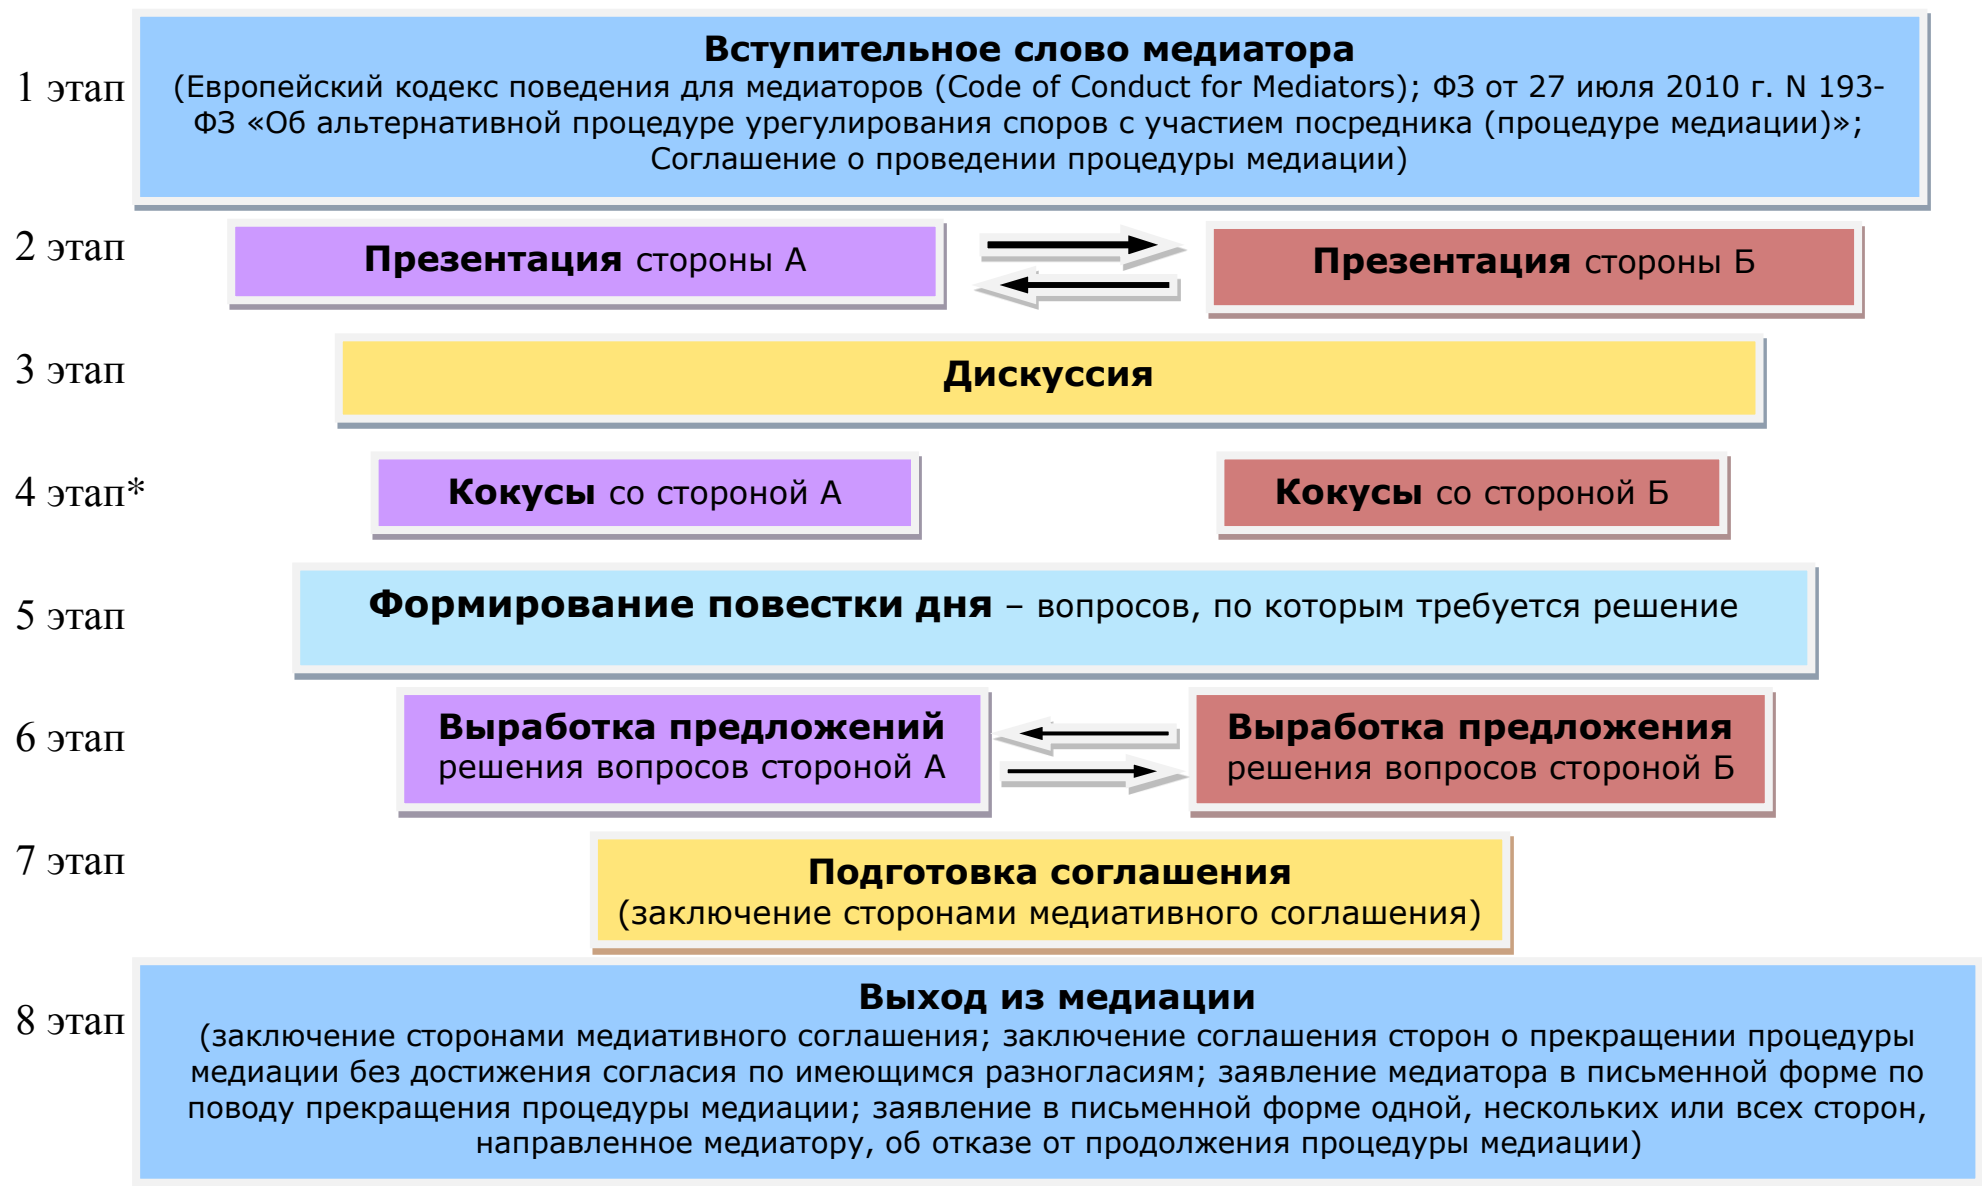 1 этап
Вступительное слово медиатора
(Европейский кодекс поведения для медиаторов (Code of Conduct for Mediators); ФЗ от 27 июля 2010 г. N 193-
ФЗ «Об альтернативной процедуре урегулирования споров с участием посредника (процедуре медиации)»;
Соглашение о проведении процедуры медиации)
2 этап
Презентация стороны А
Презентация стороны Б
3 этап
Дискуссия
4 этап*
Кокусы со стороной А
Кокусы со стороной Б
5 этап
Формирование повестки дня – вопросов, по которым требуется решение
6 этап
Выработка предложений
решения вопросов стороной А
Выработка предложения
решения вопросов стороной Б
7 этап
Подготовка соглашения
(заключение сторонами медиативного соглашения)
8 этап
Выход из медиации
(заключение сторонами медиативного соглашения; заключение соглашения сторон о прекращении процедуры
медиации без достижения согласия по имеющимся разногласиям; заявление медиатора в письменной форме по
поводу прекращения процедуры медиации; заявление в письменной форме одной, нескольких или всех сторон,
направленное медиатору, об отказе от продолжения процедуры медиации)